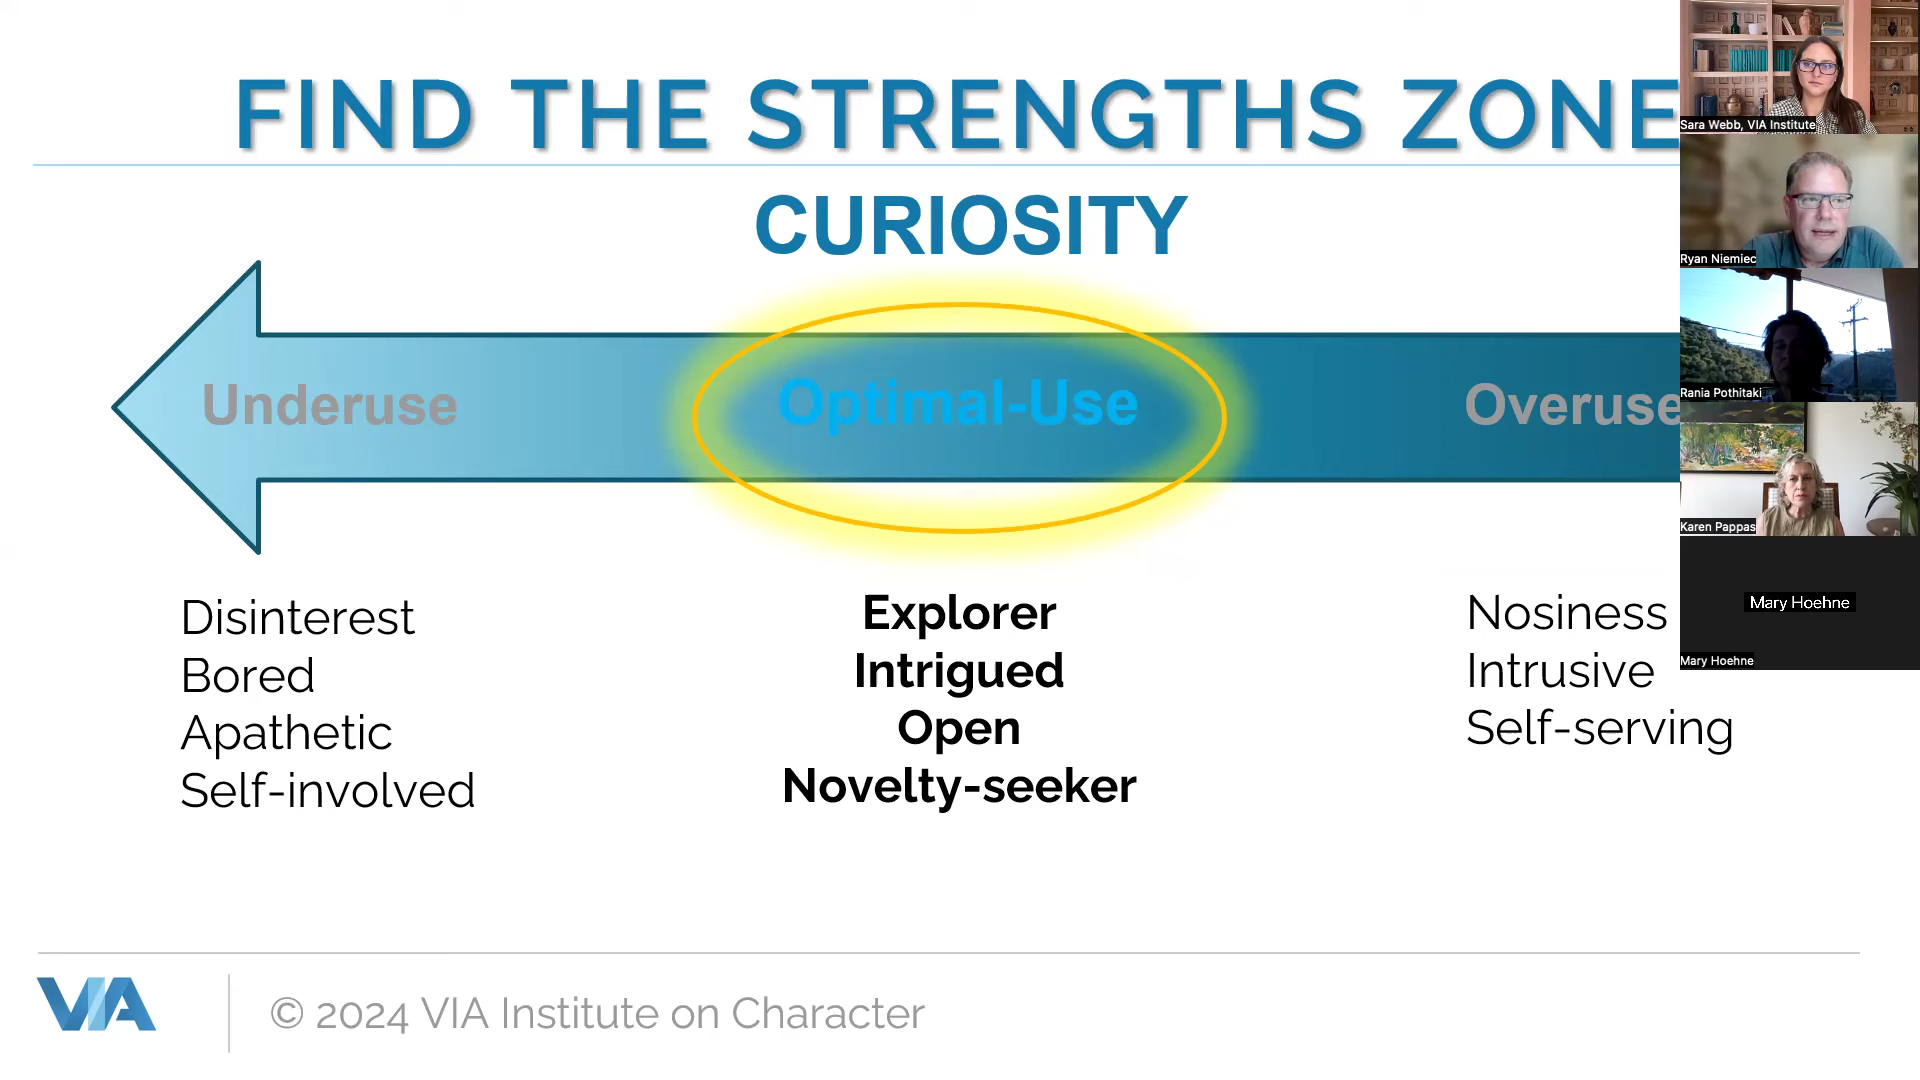 FIND THE STRENGTHS ZONE
CURIOSITY
Underuse
Optimal-Use
Overuse
Disinterest
Bored
Apathetic
Self-involved
Explorer
Intrigued
Open
Novelty-seeker
Nosiness
Intrusive
Self-serving
VIA
© 2024 VIA Institute on Character
Sara Webb, VIA Institute
Ryan Niemiec
Rania Pothitaki
Karen Pappas
Mary Hoehne
Mary Hoehne